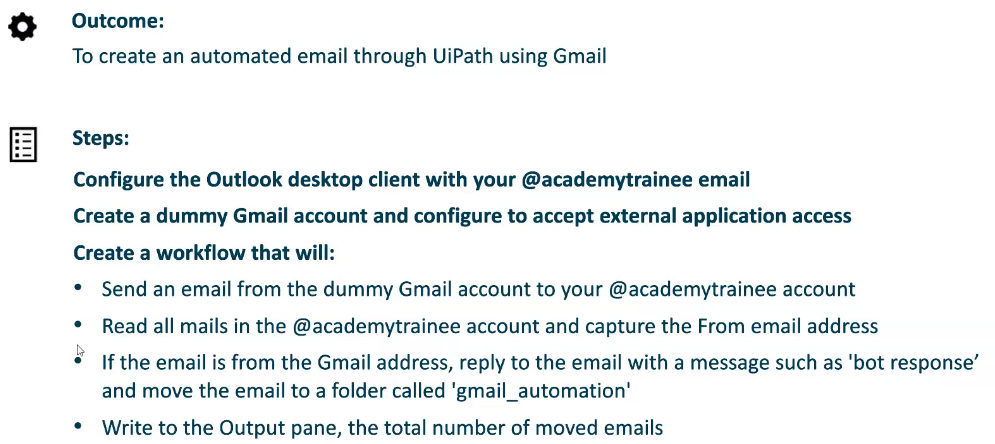 Outcome:
To create an automated email through UiPath using Gmail
Steps:
Configure the Outlook desktop client with your @academytrainee email
Create a dummy Gmail account and configure to accept external application access
Create a workflow that will:
• Send an email from the dummy Gmail account to your @academytrainee account
• Read all mails in the @academytrainee account and capture the From email address
• If the email is from the Gmail address, reply to the email with a message such as 'bot response’
and move the email to a folder called 'gmail_automation'
• Write to the Output pane, the total number of moved emails